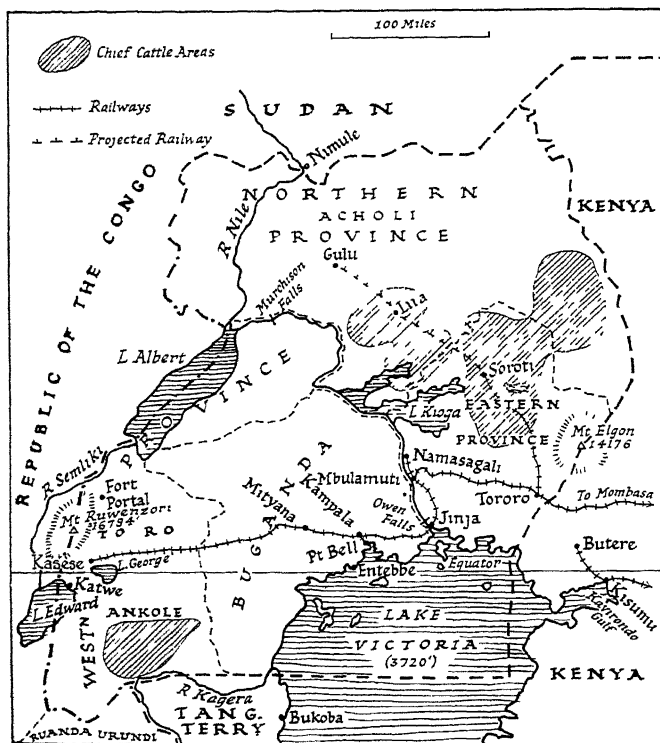 100 Miles
Chief Cattle Areas
Railways
Projected Railway
SUDAN
Nimule
REPUBLIC OF THE CONGO
R Nile
NORTHERN
ACHOLI
PROVINCE
KENYA
Gulu
Murchison
Falls
Lira
L Albert
Soroti
L Kioga
EASTERN
PROVINCE
Mt Elgon
14176
WESTN PROVINCE
R Semliki
Fort
Portal
Mt Ruwenzori
16794'
TORO
BUGANDA
Mityana
Kampala
Mbulamuti
Namasagali
Owen
Falls
Jinja
Tororo
To Mombasa
Butere
Pt Bell
Entebbe
Equator
Kasese
L. George
Katwe
L Edward
ANKOLE
LAKE
VICTORIA
(3720')
Kisumu
Kavirondo
Gulf
KENYA
R Kagera
TANG.
TERRY
Bukoba
RUANDA URUNDI